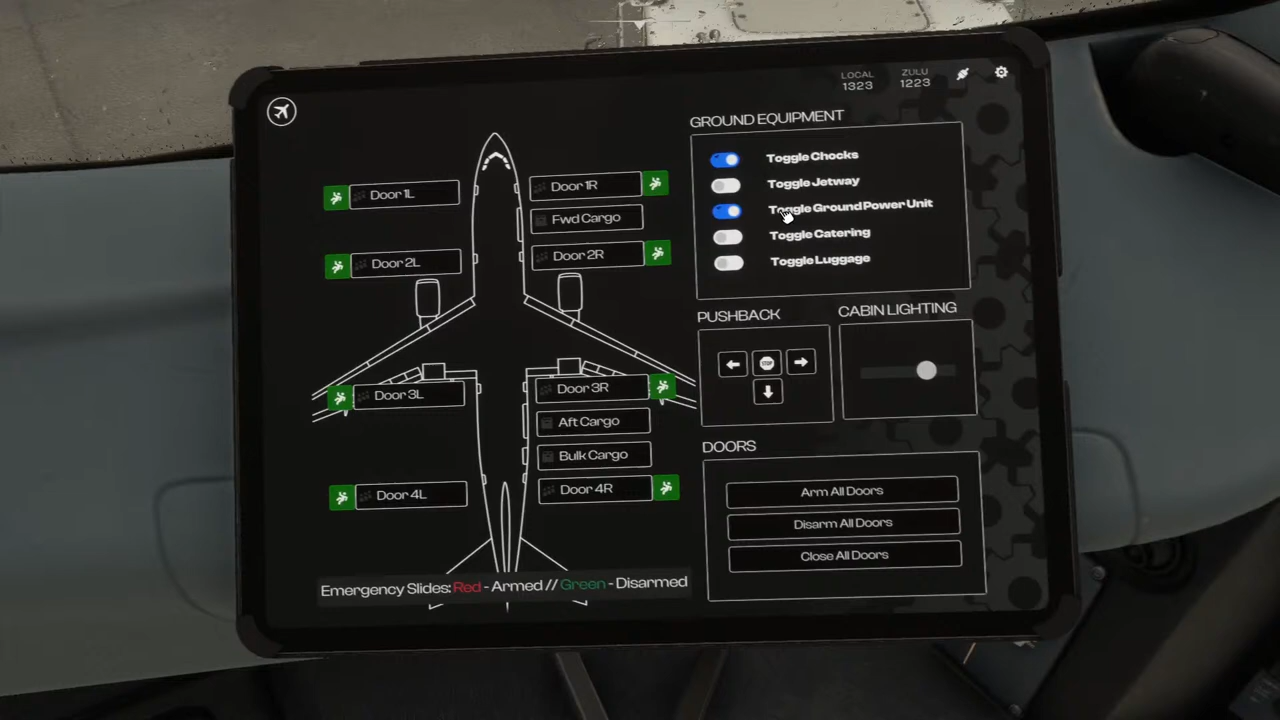 LOCAL
1323
ZULU
1223
GROUND EQUIPMENT
Toggle Chocks
Toggle Jetway
Toggle Ground Power Unit
Toggle Catering
Toggle Luggage
Door 1L
Door 1R
Fwd Cargo
Door 2L
Door 2R
Door 3L
Door 3R
Aft Cargo
Bulk Cargo
Door 4L
Door 4R
Emergency Slides: Red - Armed // Green - Disarmed
PUSHBACK
STOP
CABIN LIGHTING
DOORS
Arm All Doors
Disarm All Doors
Close All Doors